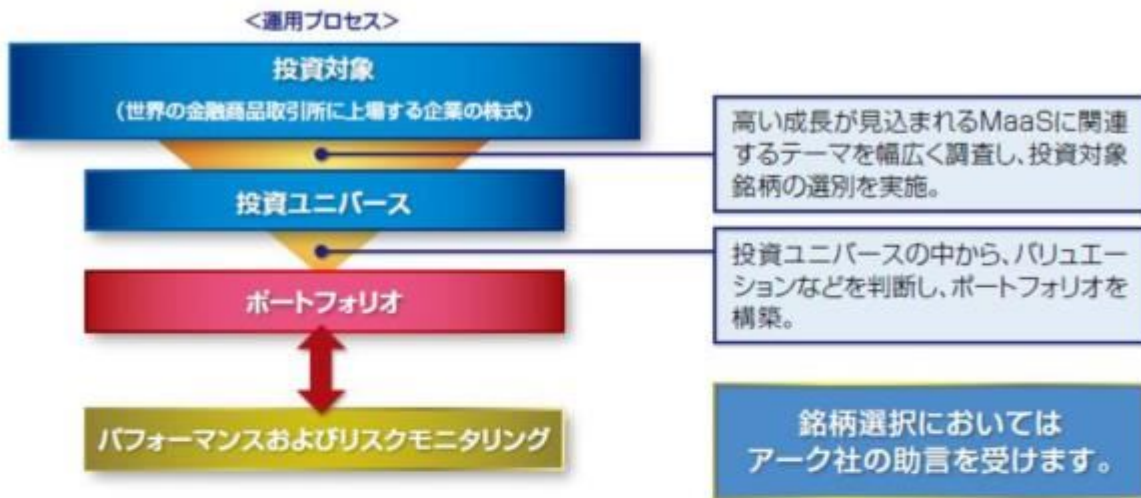 ＜運用プロセス＞
投資対象
（世界の金融商品取引所に上場する企業の株式）
高い成長が見込まれるMaaSに関連
するテーマを幅広く調査し、投資対象
銘柄の選別を実施。
投資ユニバース
投資ユニバースの中から、バリュエー
ションなどを判断し、ポートフォリオを
構築。
ポートフォリオ
パフォーマンスおよびリスクモニタリング
銘柄選択においては
アーク社の助言を受けます。